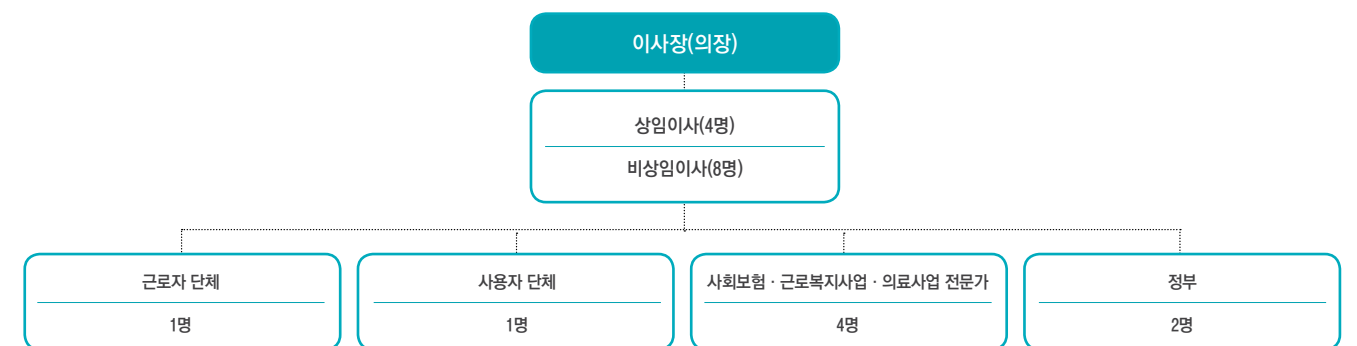 이사장(의장)
상임이사(4명)
비상임이사(8명)
근로자 단체
1명
사용자 단체
1명
사회보험 · 근로복지사업 · 의료사업 전문가
4명
정부
2명